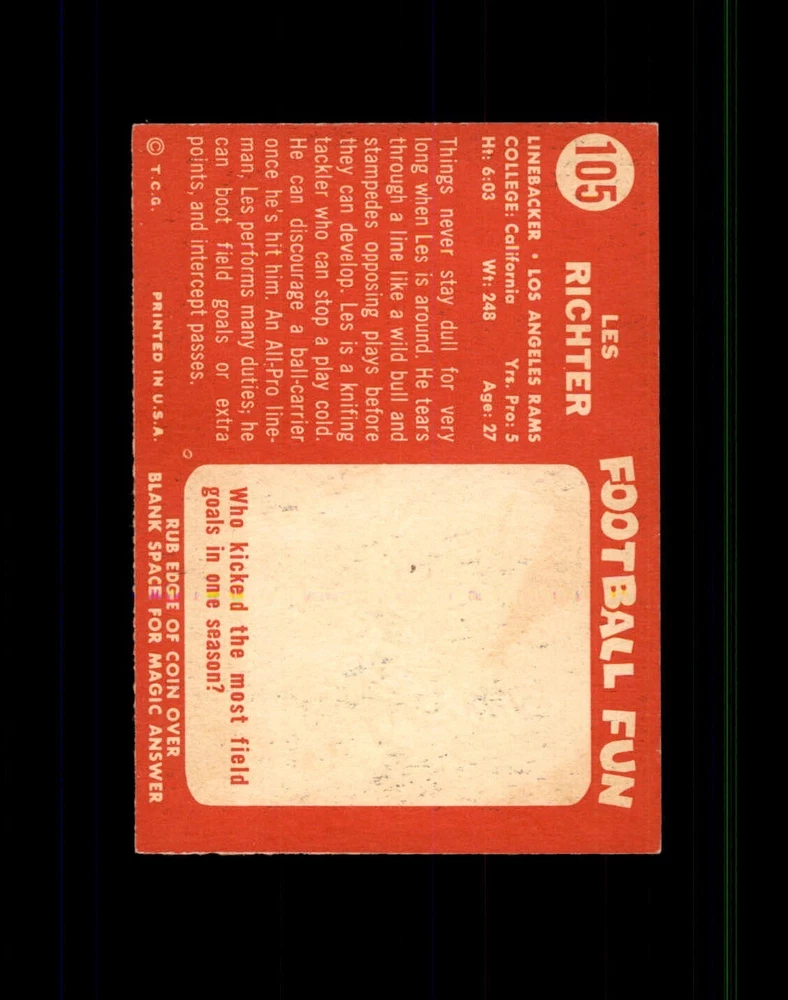 105
LES
RICHTER
LINEBACKER • LOS ANGELES RAMS
COLLEGE: California Yrs. Pro: 5
Ht: 6:03 Wt: 248 Age: 27
Things never stay dull for very
long when Les is around. He tears
through a line like a wild bull and
stampedes opposing plays before
they can develop. Les is a knifing
tackler who can stop a play cold.
He can discourage a ball-carrier
once he's hit him. An All-Pro line-
man, Les performs many duties; he
can boot field goals or extra
points, and intercept passes.
© T.C.G. PRINTED IN U.S.A.
FOOTBALL FUN
Who kicked the most field
goals in one season?
RUB EDGE OF COIN OVER
BLANK SPACE FOR MAGIC ANSWER